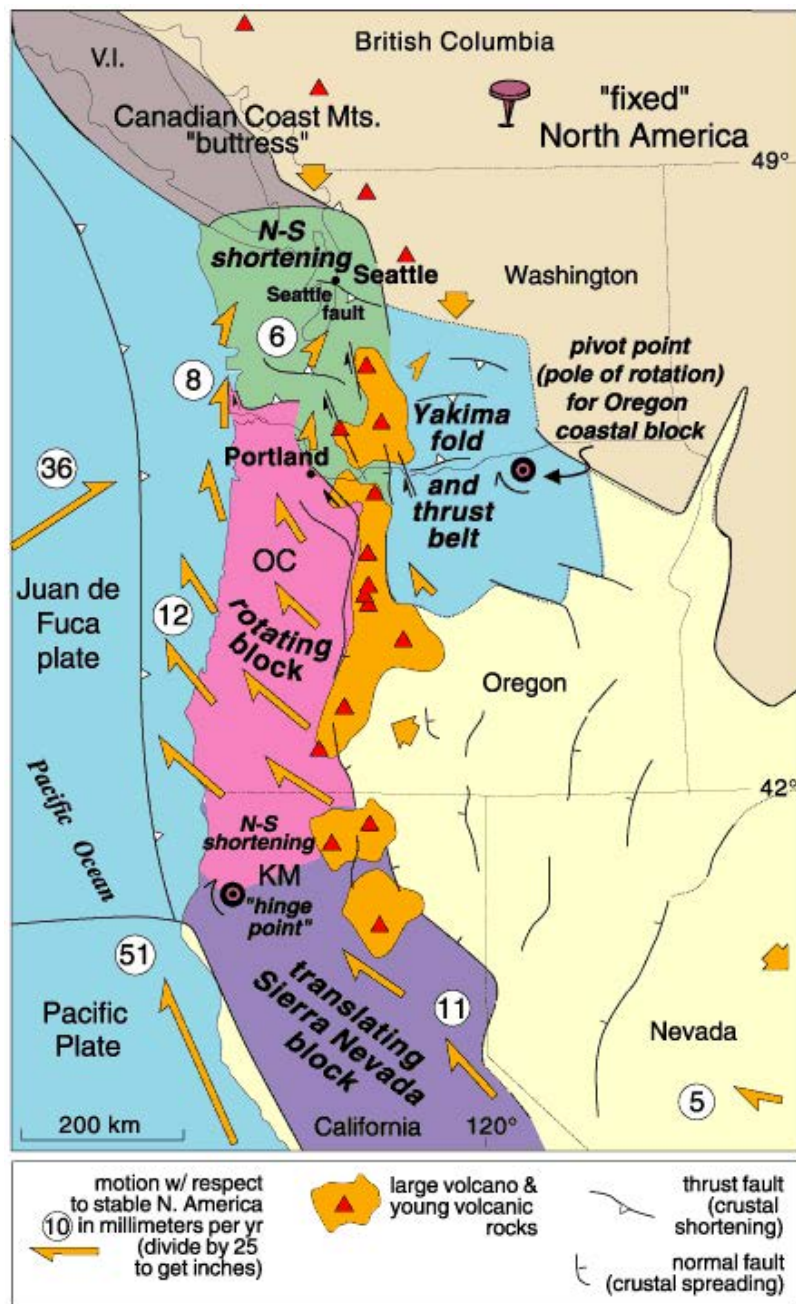 V.I.
British Columbia
Canadian Coast Mts.
"buttress"
"fixed"
North America
49°
N-S
shortening
Seattle
Seattle
fault
Washington
6
8
36
pivot point
(pole of rotation)
for Oregon
coastal block
Yakima
fold
and
thrust
belt
Portland
OC
rotating
block
Juan de
Fuca
plate
12
Oregon
Pacific Ocean
42°
N-S
shortening
KM
"hinge
point"
51
Pacific
Plate
translating
Sierra Nevada
block
11
Nevada
5
200 km
California
120°
motion w/ respect
to stable N. America
10 in millimeters per yr
(divide by 25
to get inches)
large volcano &
young volcanic
rocks
thrust fault
(crustal
shortening)
normal fault
(crustal spreading)